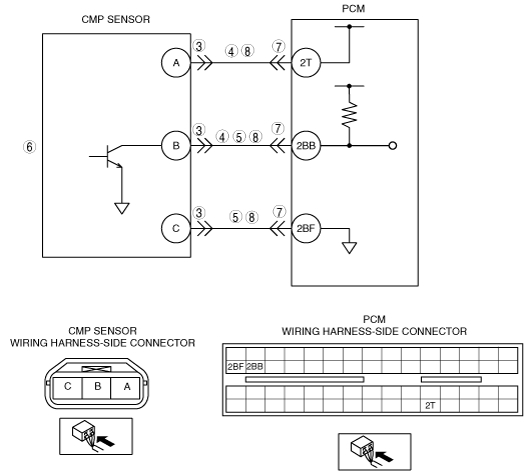 CMP SENSOR
PCM
A ③ ④ ⑧ ⑦ 2T
⑥ B ③ ④ ⑤ ⑧ ⑦ 2BB
C ③ ⑤ ⑧ ⑦ 2BF
CMP SENSOR
WIRING HARNESS-SIDE CONNECTOR
C B A
PCM
WIRING HARNESS-SIDE CONNECTOR
2BF 2BB
2T